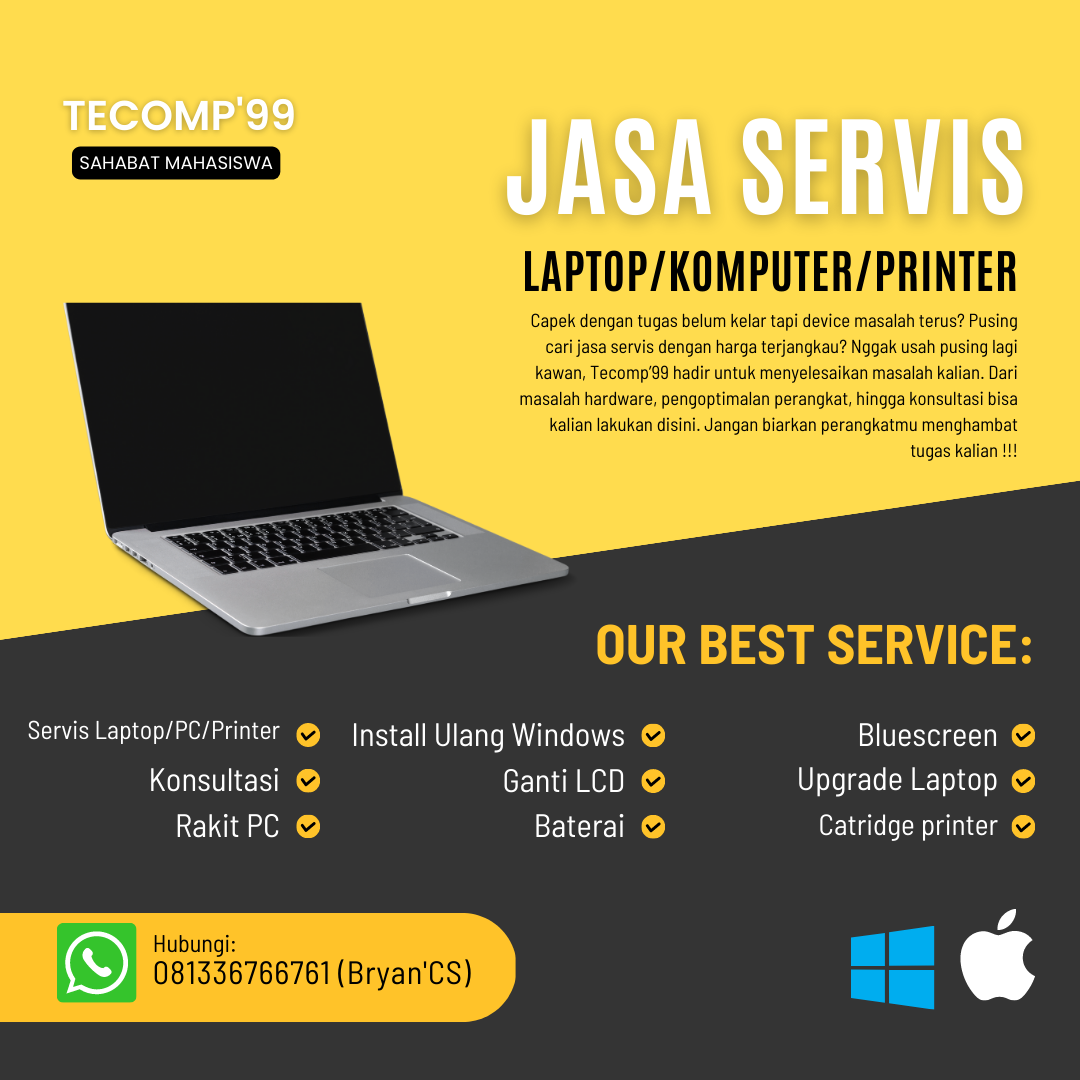 TECOMP'99
SAHABAT MAHASISWA
JASA SERVIS
LAPTOP/KOMPUTER/PRINTER
Capek dengan tugas belum kelar tapi device masalah terus? Pusing
cari jasa servis dengan harga terjangkau? Nggak usah pusing lagi
kawan, Tecomp'99 hadir untuk menyelesaikan masalah kalian. Dari
masalah hardware, pengoptimalan perangkat, hingga konsultasi bisa
kalian lakukan disini. Jangan biarkan perangkatmu menghambat
tugas kalian !!!
OUR BEST SERVICE:
Servis Laptop/PC/Printer
Konsultasi
Rakit PC
Install Ulang Windows
Ganti LCD
Baterai
Bluescreen
Upgrade Laptop
Catridge printer
Hubungi:
081336766761 (Bryan'CS)